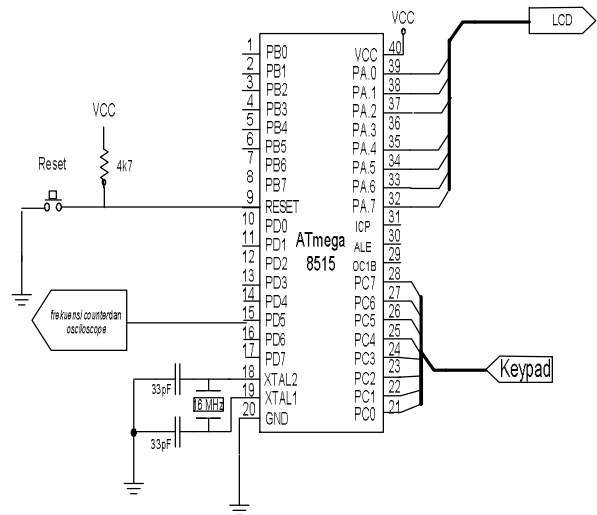 LCD
VCC
VCC
Reset
4k7
1 PB0
2 PB1
3 PB2
4 PB3
5 PB4
6 PB5
7 PB6
8 PB7
9 RESET
10 PD0
11 PD1
12 PD2
13 PD3
14 PD4
15 PD5
16 PD6
17 PD7
18 XTAL2
19 XTAL1
20 GND
ATmega
8515
VCC 40
PA.0 39
PA.1 38
PA.2 37
PA.3 36
PA.4 35
PA.5 34
PA.6 33
PA.7 32
ICP 31
ALE 30
OC1B 29
PC7 28
PC6 27
PC5 26
PC4 25
PC3 24
PC2 23
PC1 22
PC0 21
frekuensi counterdan
osciloscope
33pF
16 MHz
33pF
Keypad